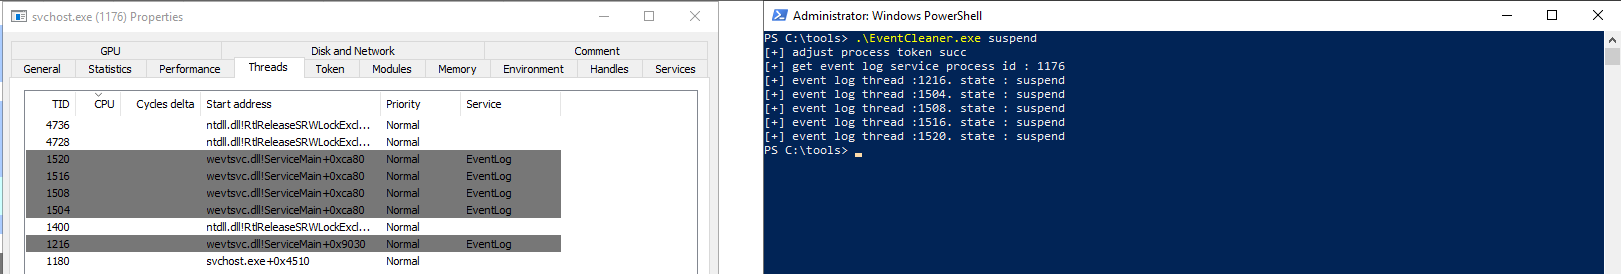 svchost.exe (1176) Properties
GPU Disk and Network Comment
General Statistics Performance Threads Token Modules Memory Environment Handles Services
TID CPU Cycles delta Start address Priority Service
4736 ntdll.dll!RtlReleaseSRWLockExcl... Normal
4728 ntdll.dll!RtlReleaseSRWLockExcl... Normal
1520 wevtsvc.dll!ServiceMain+0xca80 Normal EventLog
1516 wevtsvc.dll!ServiceMain+0xca80 Normal EventLog
1508 wevtsvc.dll!ServiceMain+0xca80 Normal EventLog
1504 wevtsvc.dll!ServiceMain+0xca80 Normal EventLog
1400 ntdll.dll!RtlReleaseSRWLockExcl... Normal
1216 wevtsvc.dll!ServiceMain+0x9030 Normal EventLog
1180 svchost.exe+0x4510 Normal
Administrator: Windows PowerShell
PS C:\tools> .\EventCleaner.exe suspend
[+] adjust process token succ
[+] get event log service process id : 1176
[+] event log thread :1216. state : suspend
[+] event log thread :1504. state : suspend
[+] event log thread :1508. state : suspend
[+] event log thread :1516. state : suspend
[+] event log thread :1520. state : suspend
PS C:\tools>